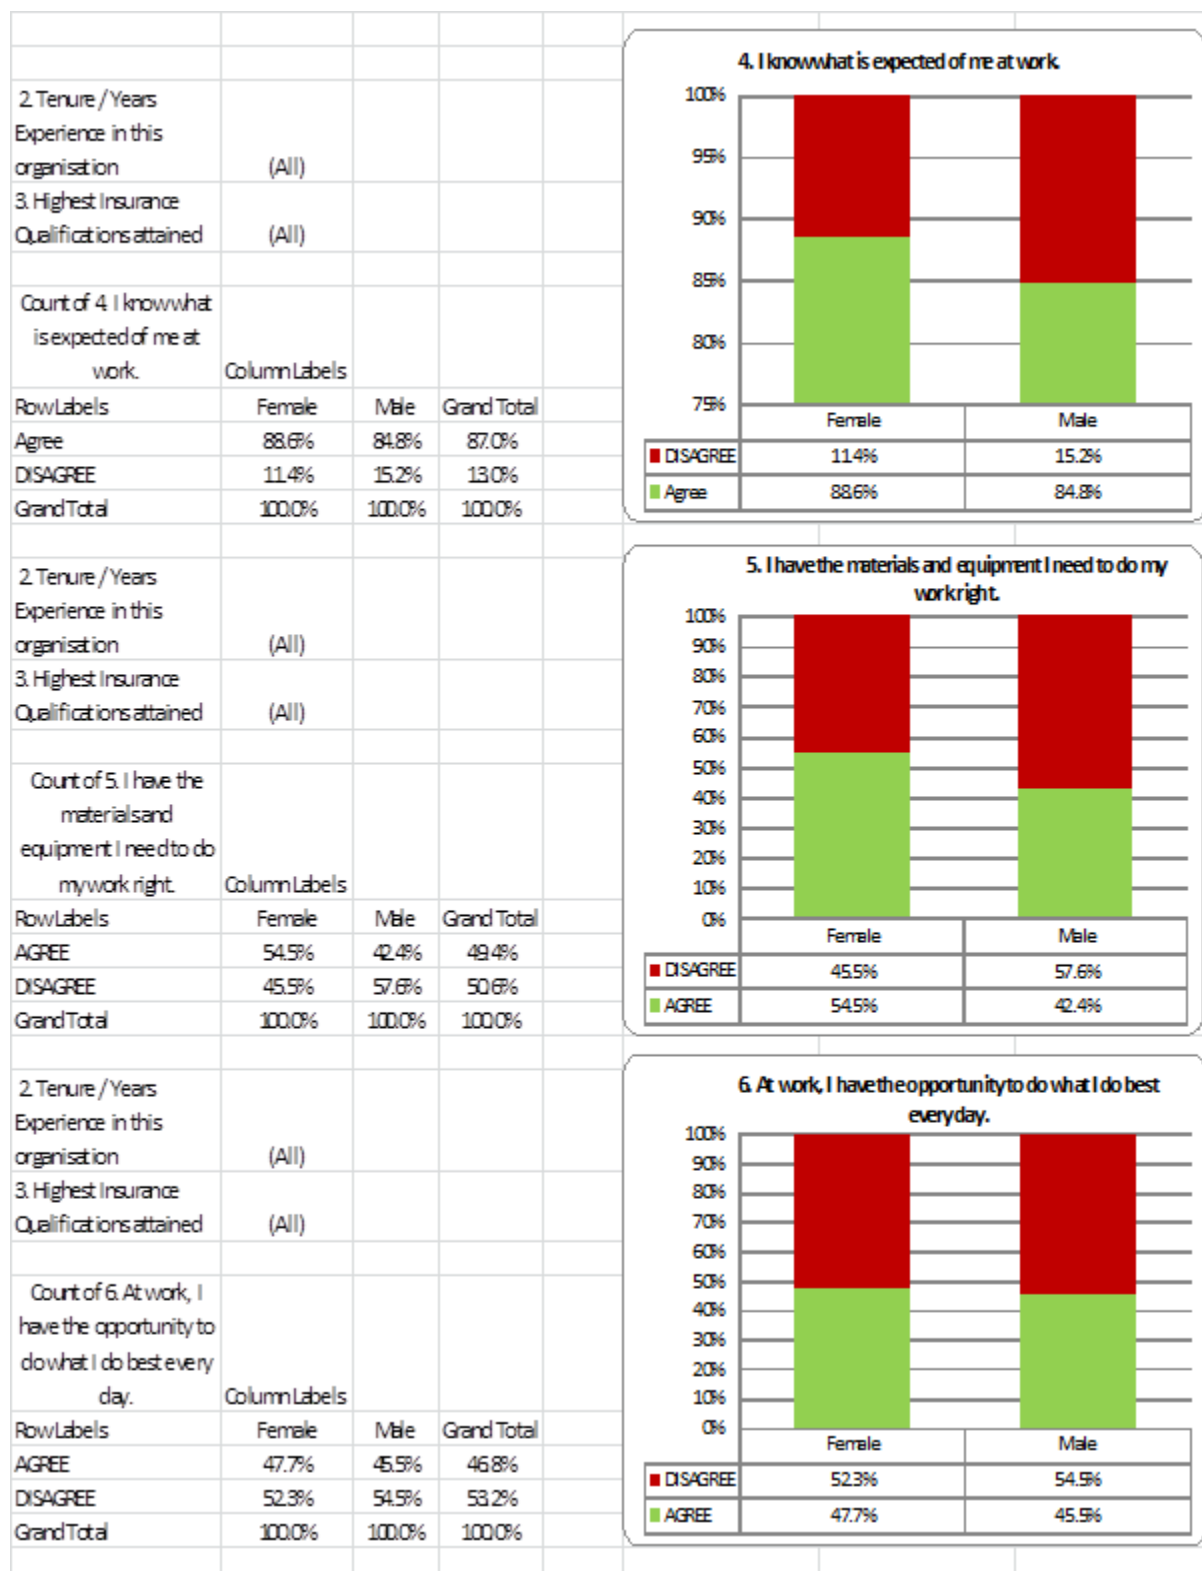 2. Tenure / Years
Experience in this
organisation (All)
3. Highest Insurance
Qualifications attained (All)
Count of 4. I know what
is expected of me at
work. Column Labels
Row Labels Female Male Grand Total
Agree 88.6% 84.8% 87.0%
DISAGREE 11.4% 15.2% 13.0%
Grand Total 100.0% 100.0% 100.0%
4. I know what is expected of me at work.
100%
95%
90%
85%
80%
75%
Female Male
DISAGREE 11.4% 15.2%
Agree 88.6% 84.8%
2. Tenure / Years
Experience in this
organisation (All)
3. Highest Insurance
Qualifications attained (All)
Count of 5. I have the
materials and
equipment I need to do
my work right. Column Labels
Row Labels Female Male Grand Total
AGREE 54.5% 42.4% 49.4%
DISAGREE 45.5% 57.6% 50.6%
Grand Total 100.0% 100.0% 100.0%
5. I have the materials and equipment I need to do my
work right.
100%
90%
80%
70%
60%
50%
40%
30%
20%
10%
0%
Female Male
DISAGREE 45.5% 57.6%
AGREE 54.5% 42.4%
2. Tenure / Years
Experience in this
organisation (All)
3. Highest Insurance
Qualifications attained (All)
Count of 6. At work, I
have the opportunity to
do what I do best every
day. Column Labels
Row Labels Female Male Grand Total
AGREE 47.7% 45.5% 46.8%
DISAGREE 52.3% 54.5% 53.2%
Grand Total 100.0% 100.0% 100.0%
6. At work, I have the opportunity to do what I do best
every day.
100%
90%
80%
70%
60%
50%
40%
30%
20%
10%
0%
Female Male
DISAGREE 52.3% 54.5%
AGREE 47.7% 45.5%